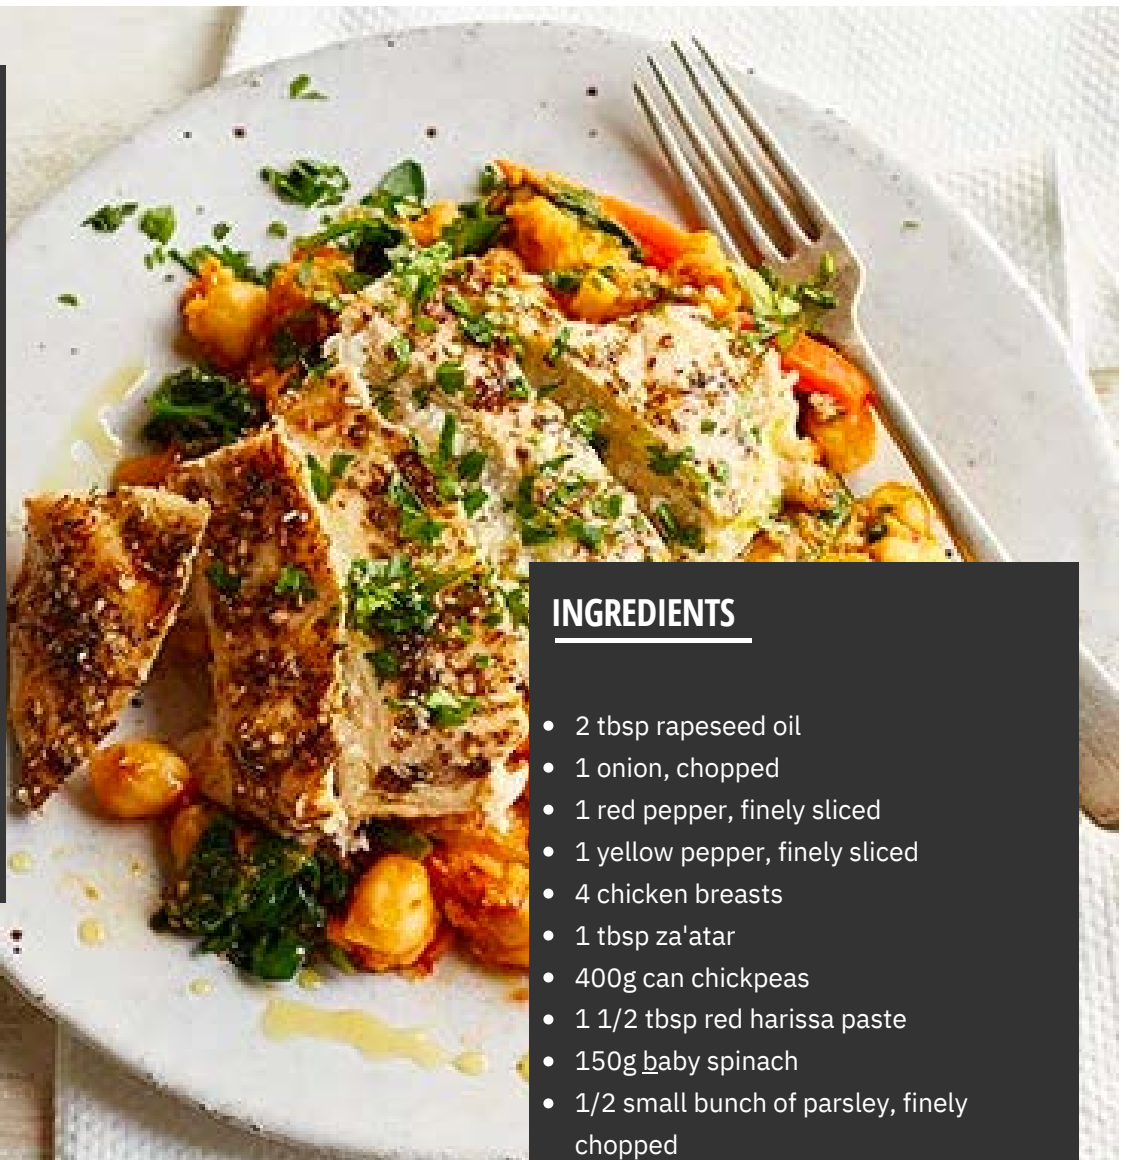 INGREDIENTS
• 2 tbsp rapeseed oil
• 1 onion, chopped
• 1 red pepper, finely sliced
• 1 yellow pepper, finely sliced
• 4 chicken breasts
• 1 tbsp za'atar
• 400g can chickpeas
• 1 1/2 tbsp red harissa paste
• 150g baby spinach
• 1/2 small bunch of parsley, finely
chopped